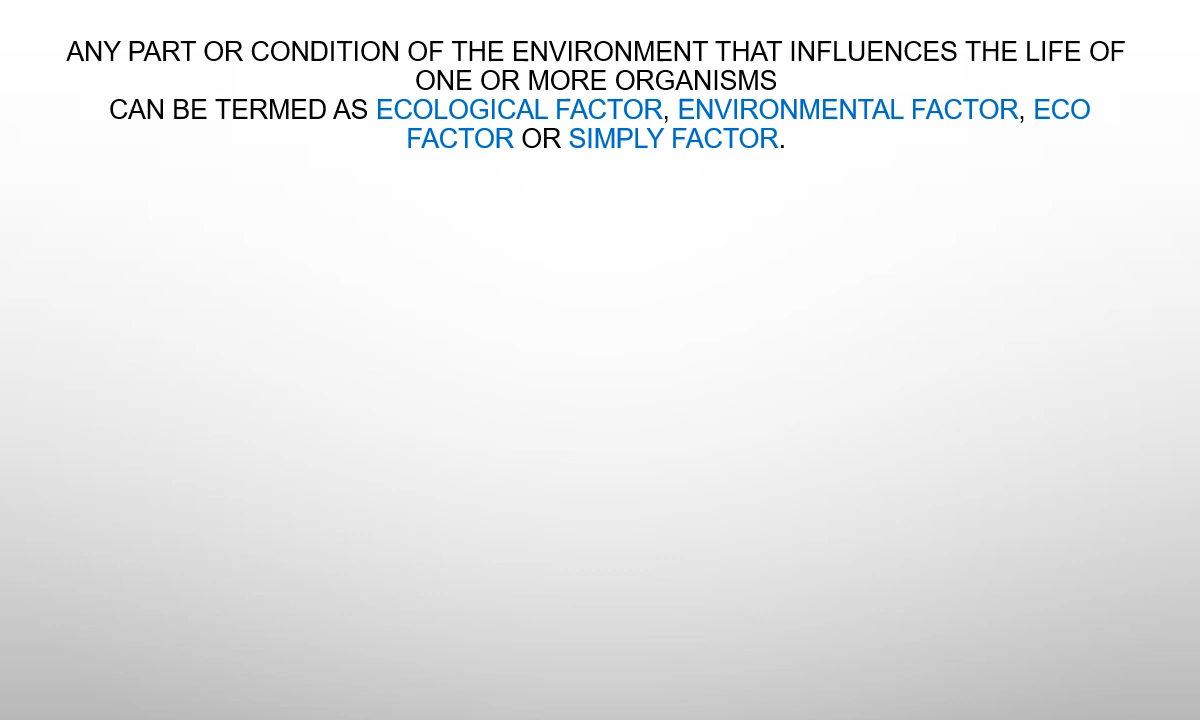 ANY PART OR CONDITION OF THE ENVIRONMENT THAT INFLUENCES THE LIFE OF
ONE OR MORE ORGANISMS
CAN BE TERMED AS ECOLOGICAL FACTOR, ENVIRONMENTAL FACTOR, ECO
FACTOR OR SIMPLY FACTOR.